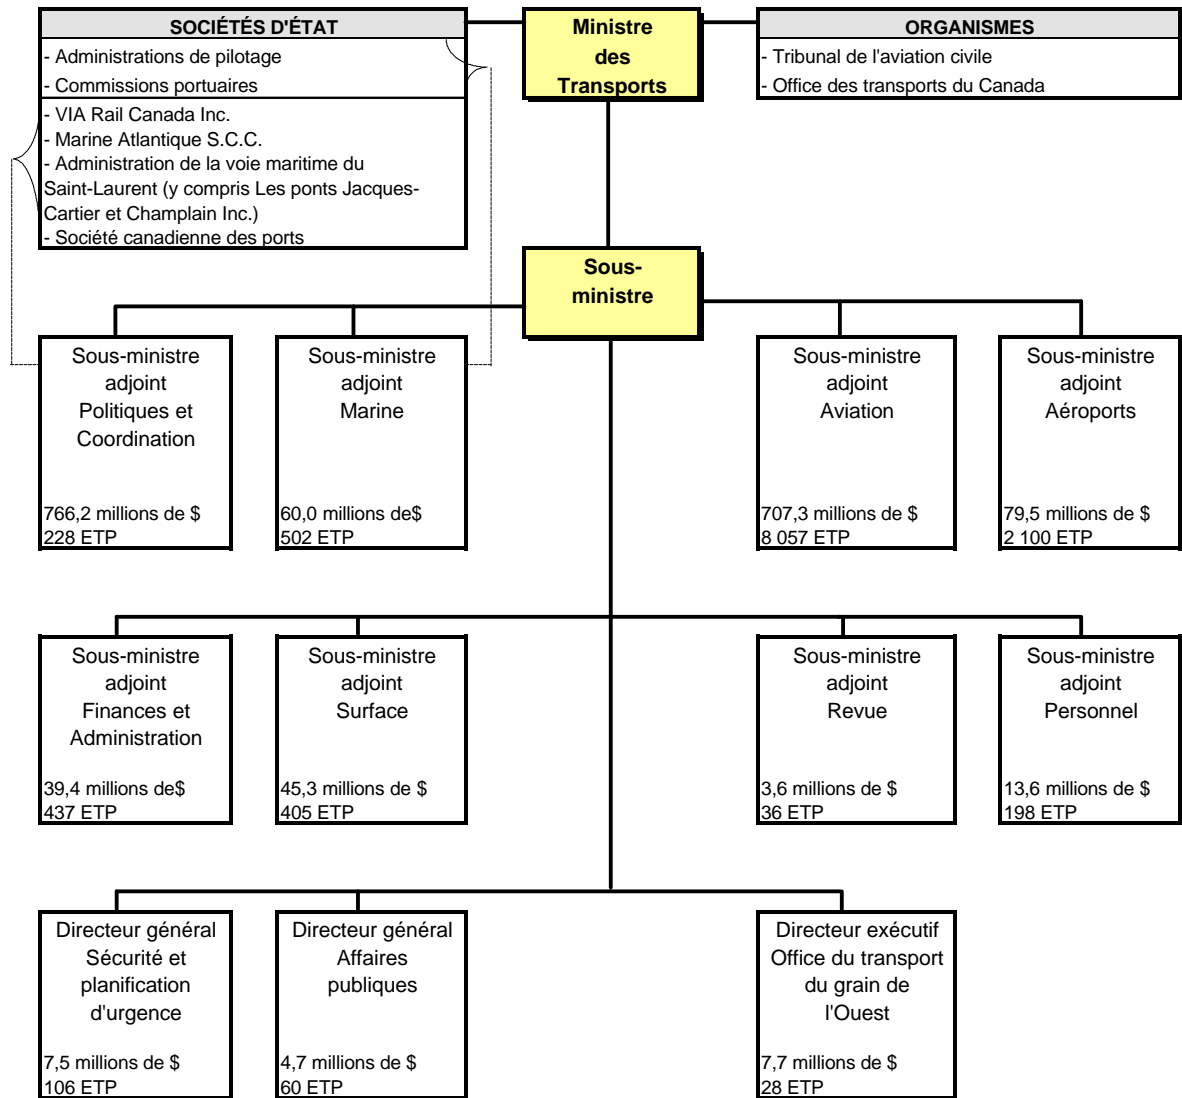 SOCIÉTÉS D'ÉTAT
- Administrations de pilotage
- Commissions portuaires
- VIA Rail Canada Inc.
- Marine Atlantique S.C.C.
- Administration de la voie maritime du
Saint-Laurent (y compris Les ponts Jacques-
Cartier et Champlain Inc.)
- Société canadienne des ports
Ministre
des
Transports
ORGANISMES
- Tribunal de l'aviation civile
- Office des transports du Canada
Sous-
ministre
Sous-ministre
adjoint
Politiques et
Coordination
766,2 millions de $
228 ETP
Sous-ministre
adjoint
Marine
60,0 millions de$
502 ETP
Sous-ministre
adjoint
Aviation
707,3 millions de $
8 057 ETP
Sous-ministre
adjoint
Aéroports
79,5 millions de $
2 100 ETP
Sous-ministre
adjoint
Finances et
Administration
39,4 millions de$
437 ETP
Sous-ministre
adjoint
Surface
45,3 millions de $
405 ETP
Sous-ministre
adjoint
Revue
3,6 millions de $
36 ETP
Sous-ministre
adjoint
Personnel
13,6 millions de $
198 ETP
Directeur général
Sécurité et
planification
d'urgence
7,5 millions de $
106 ETP
Directeur général
Affaires
publiques
4,7 millions de $
60 ETP
Directeur exécutif
Office du transport
du grain de
l'Ouest
7,7 millions de $
28 ETP